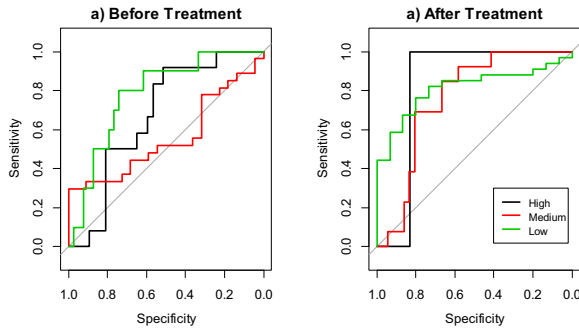 a) Before Treatment
Sensitivity
1.0
0.8
0.6
0.4
0.2
0.0
1.0 0.8 0.6 0.4 0.2 0.0
Specificity
a) After Treatment
Sensitivity
1.0
0.8
0.6
0.4
0.2
0.0
High
Medium
Low
1.0 0.8 0.6 0.4 0.2 0.0
Specificity